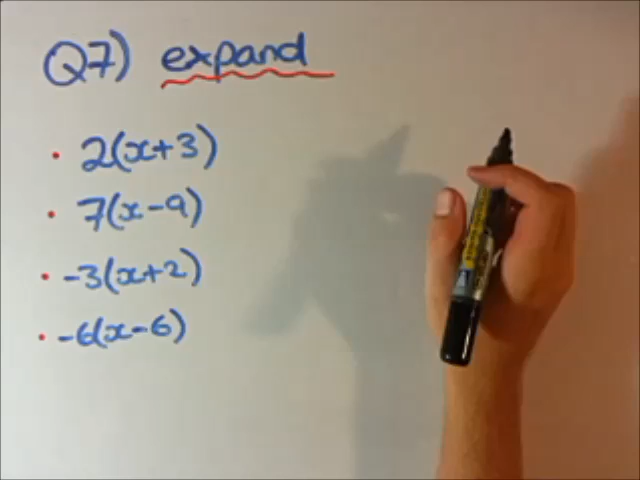 Q7) expand
• 2(x+3)
• 7(x-9)
• -3(x+2)
• -6(x-6)